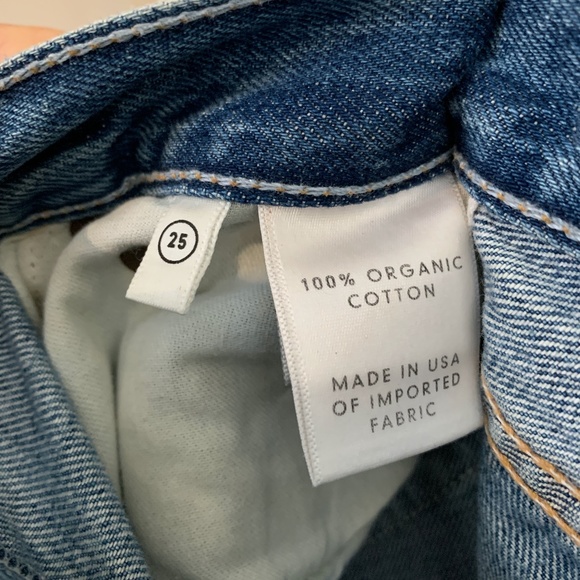 25
100% ORGANIC
COTTON
MADE IN USA
OF IMPORTED
FABRIC